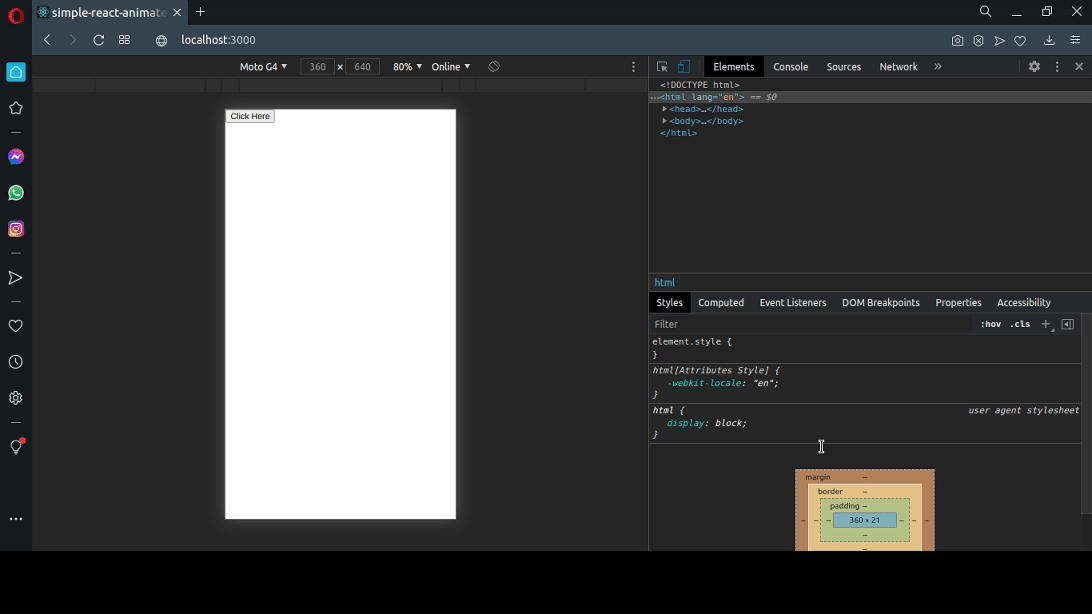 simple-react-animate
localhost:3000
Moto G4 360 × 640 80% Online
Elements Console Sources Network »
Click Here
<!DOCTYPE html>
…<html lang="en"> == $0
<head>…</head>
<body>…</body>
</html>
html
Styles Computed Event Listeners DOM Breakpoints Properties Accessibility
Filter :hov .cls +
element.style {
}
html[Attributes Style] {
-webkit-locale: "en";
}
html { user agent stylesheet
display: block;
}
margin –
border –
padding –
– – – 360 × 21 – – –
–
–